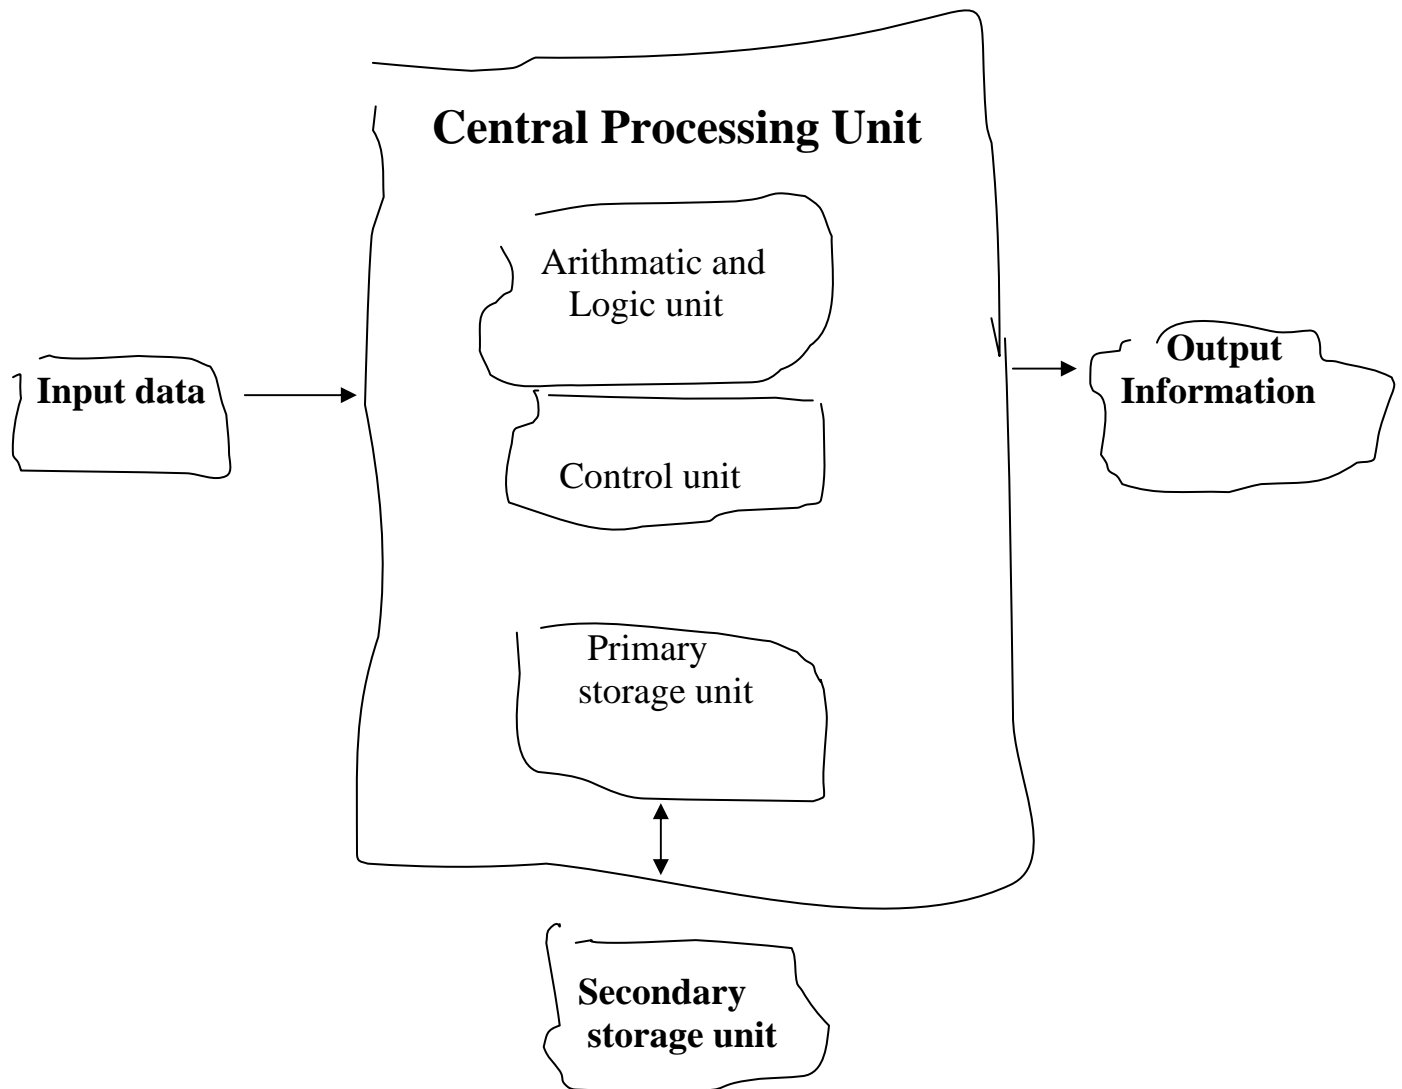 Central Processing Unit
Arithmatic and
Logic unit
Input data
Output
Information
Control unit
Primary
storage unit
Secondary
storage unit